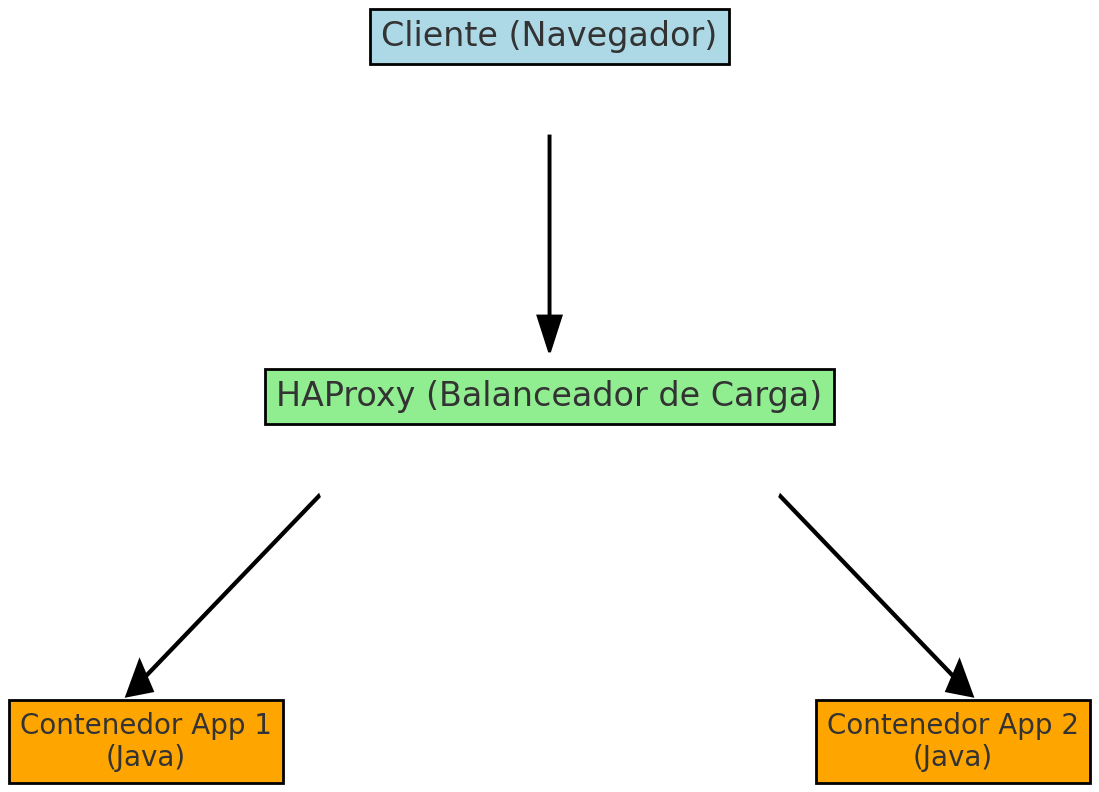 Cliente (Navegador)
HAProxy (Balanceador de Carga)
Contenedor App 1
(Java)
Contenedor App 2
(Java)